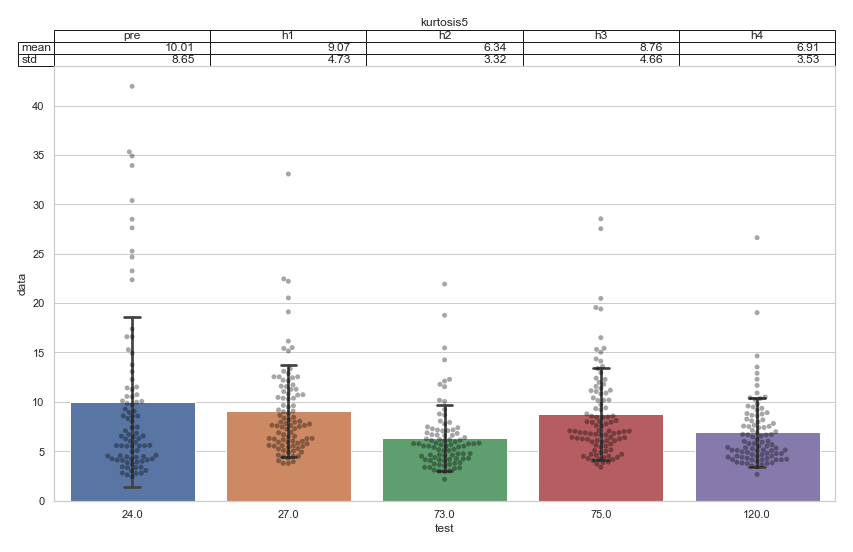 kurtosis5
pre h1 h2 h3 h4
mean 10.01 9.07 6.34 8.76 6.91
std 8.65 4.73 3.32 4.66 3.53
40
35
30
25
20
15
10
5
0
data
24.0 27.0 73.0 75.0 120.0
test